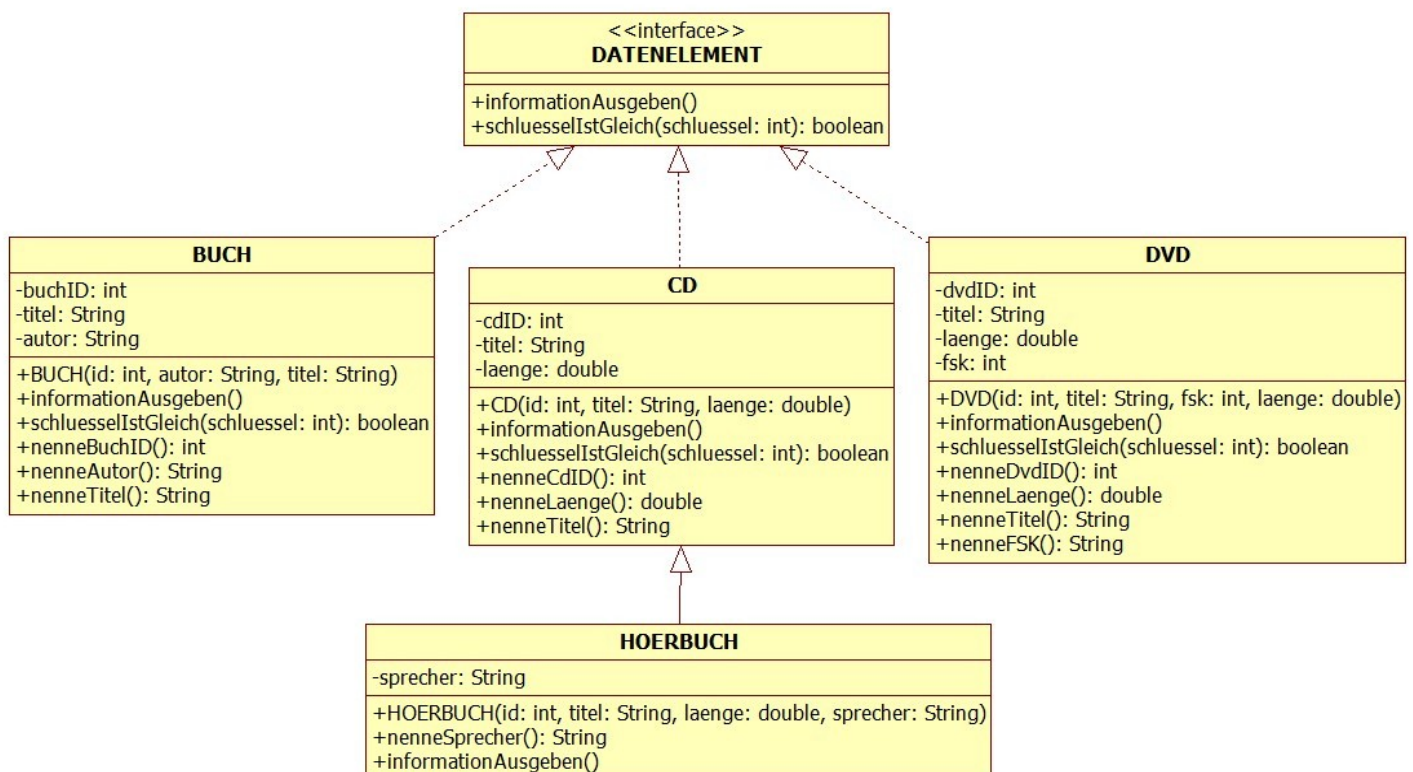 <<interface>>
DATENELEMENT
+informationAusgeben()
+schluesselIstGleich(schluessel: int): boolean
BUCH
-buchID: int
-titel: String
-autor: String
+BUCH(id: int, autor: String, titel: String)
+informationAusgeben()
+schluesselIstGleich(schluessel: int): boolean
+nenneBuchID(): int
+nenneAutor(): String
+nenneTitel(): String
CD
-cdID: int
-titel: String
-laenge: double
+CD(id: int, titel: String, laenge: double)
+informationAusgeben()
+schluesselIstGleich(schluessel: int): boolean
+nenneCdID(): int
+nenneLaenge(): double
+nenneTitel(): String
DVD
-dvdID: int
-titel: String
-laenge: double
-fsk: int
+DVD(id: int, titel: String, fsk: int, laenge: double)
+informationAusgeben()
+schluesselIstGleich(schluessel: int): boolean
+nenneDvdID(): int
+nenneLaenge(): double
+nenneTitel(): String
+nenneFSK(): String
HOERBUCH
-sprecher: String
+HOERBUCH(id: int, titel: String, laenge: double, sprecher: String)
+nenneSprecher(): String
+informationAusgeben()